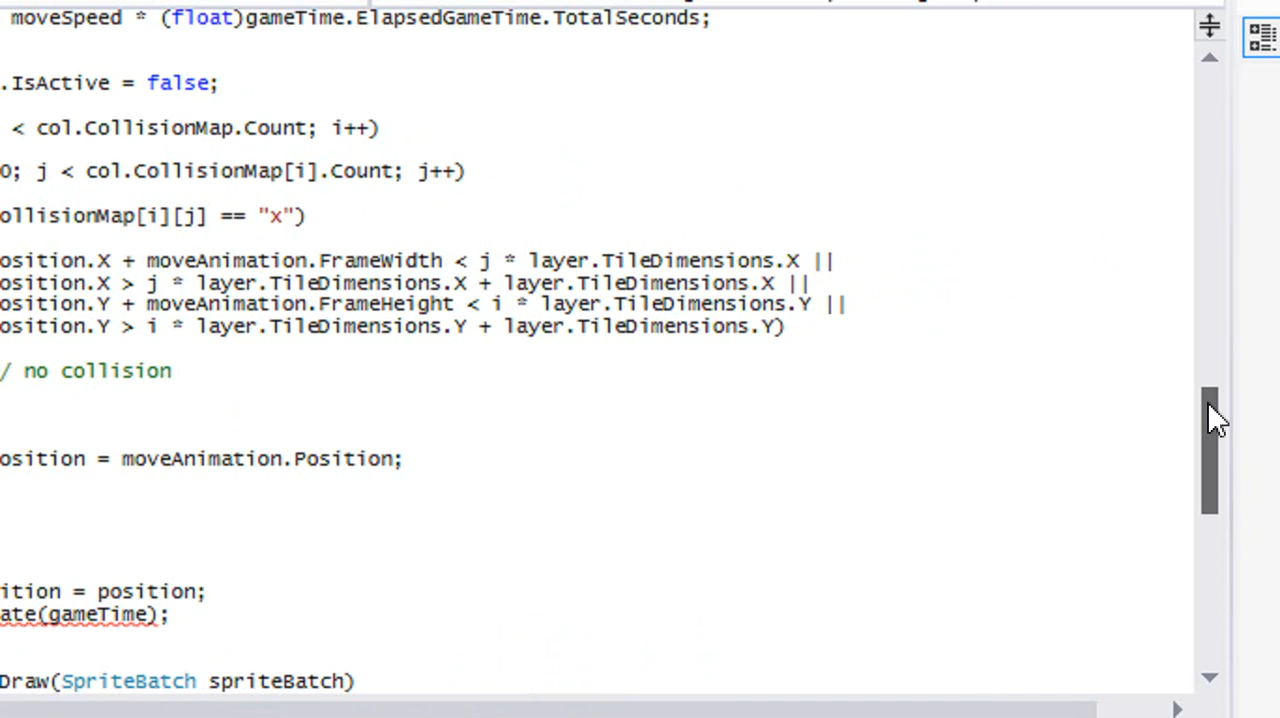 moveSpeed * (float)gameTime.ElapsedGameTime.TotalSeconds;
.IsActive = false;
< col.CollisionMap.Count; i++)
0; j < col.CollisionMap[i].Count; j++)
ollisionMap[i][j] == "x")
osition.X + moveAnimation.FrameWidth < j * layer.TileDimensions.X ||
osition.X > j * layer.TileDimensions.X + layer.TileDimensions.X ||
osition.Y + moveAnimation.FrameHeight < i * layer.TileDimensions.Y ||
osition.Y > i * layer.TileDimensions.Y + layer.TileDimensions.Y)
/ no collision
osition = moveAnimation.Position;
ition = position;
ate(gameTime);
Draw(SpriteBatch spriteBatch)